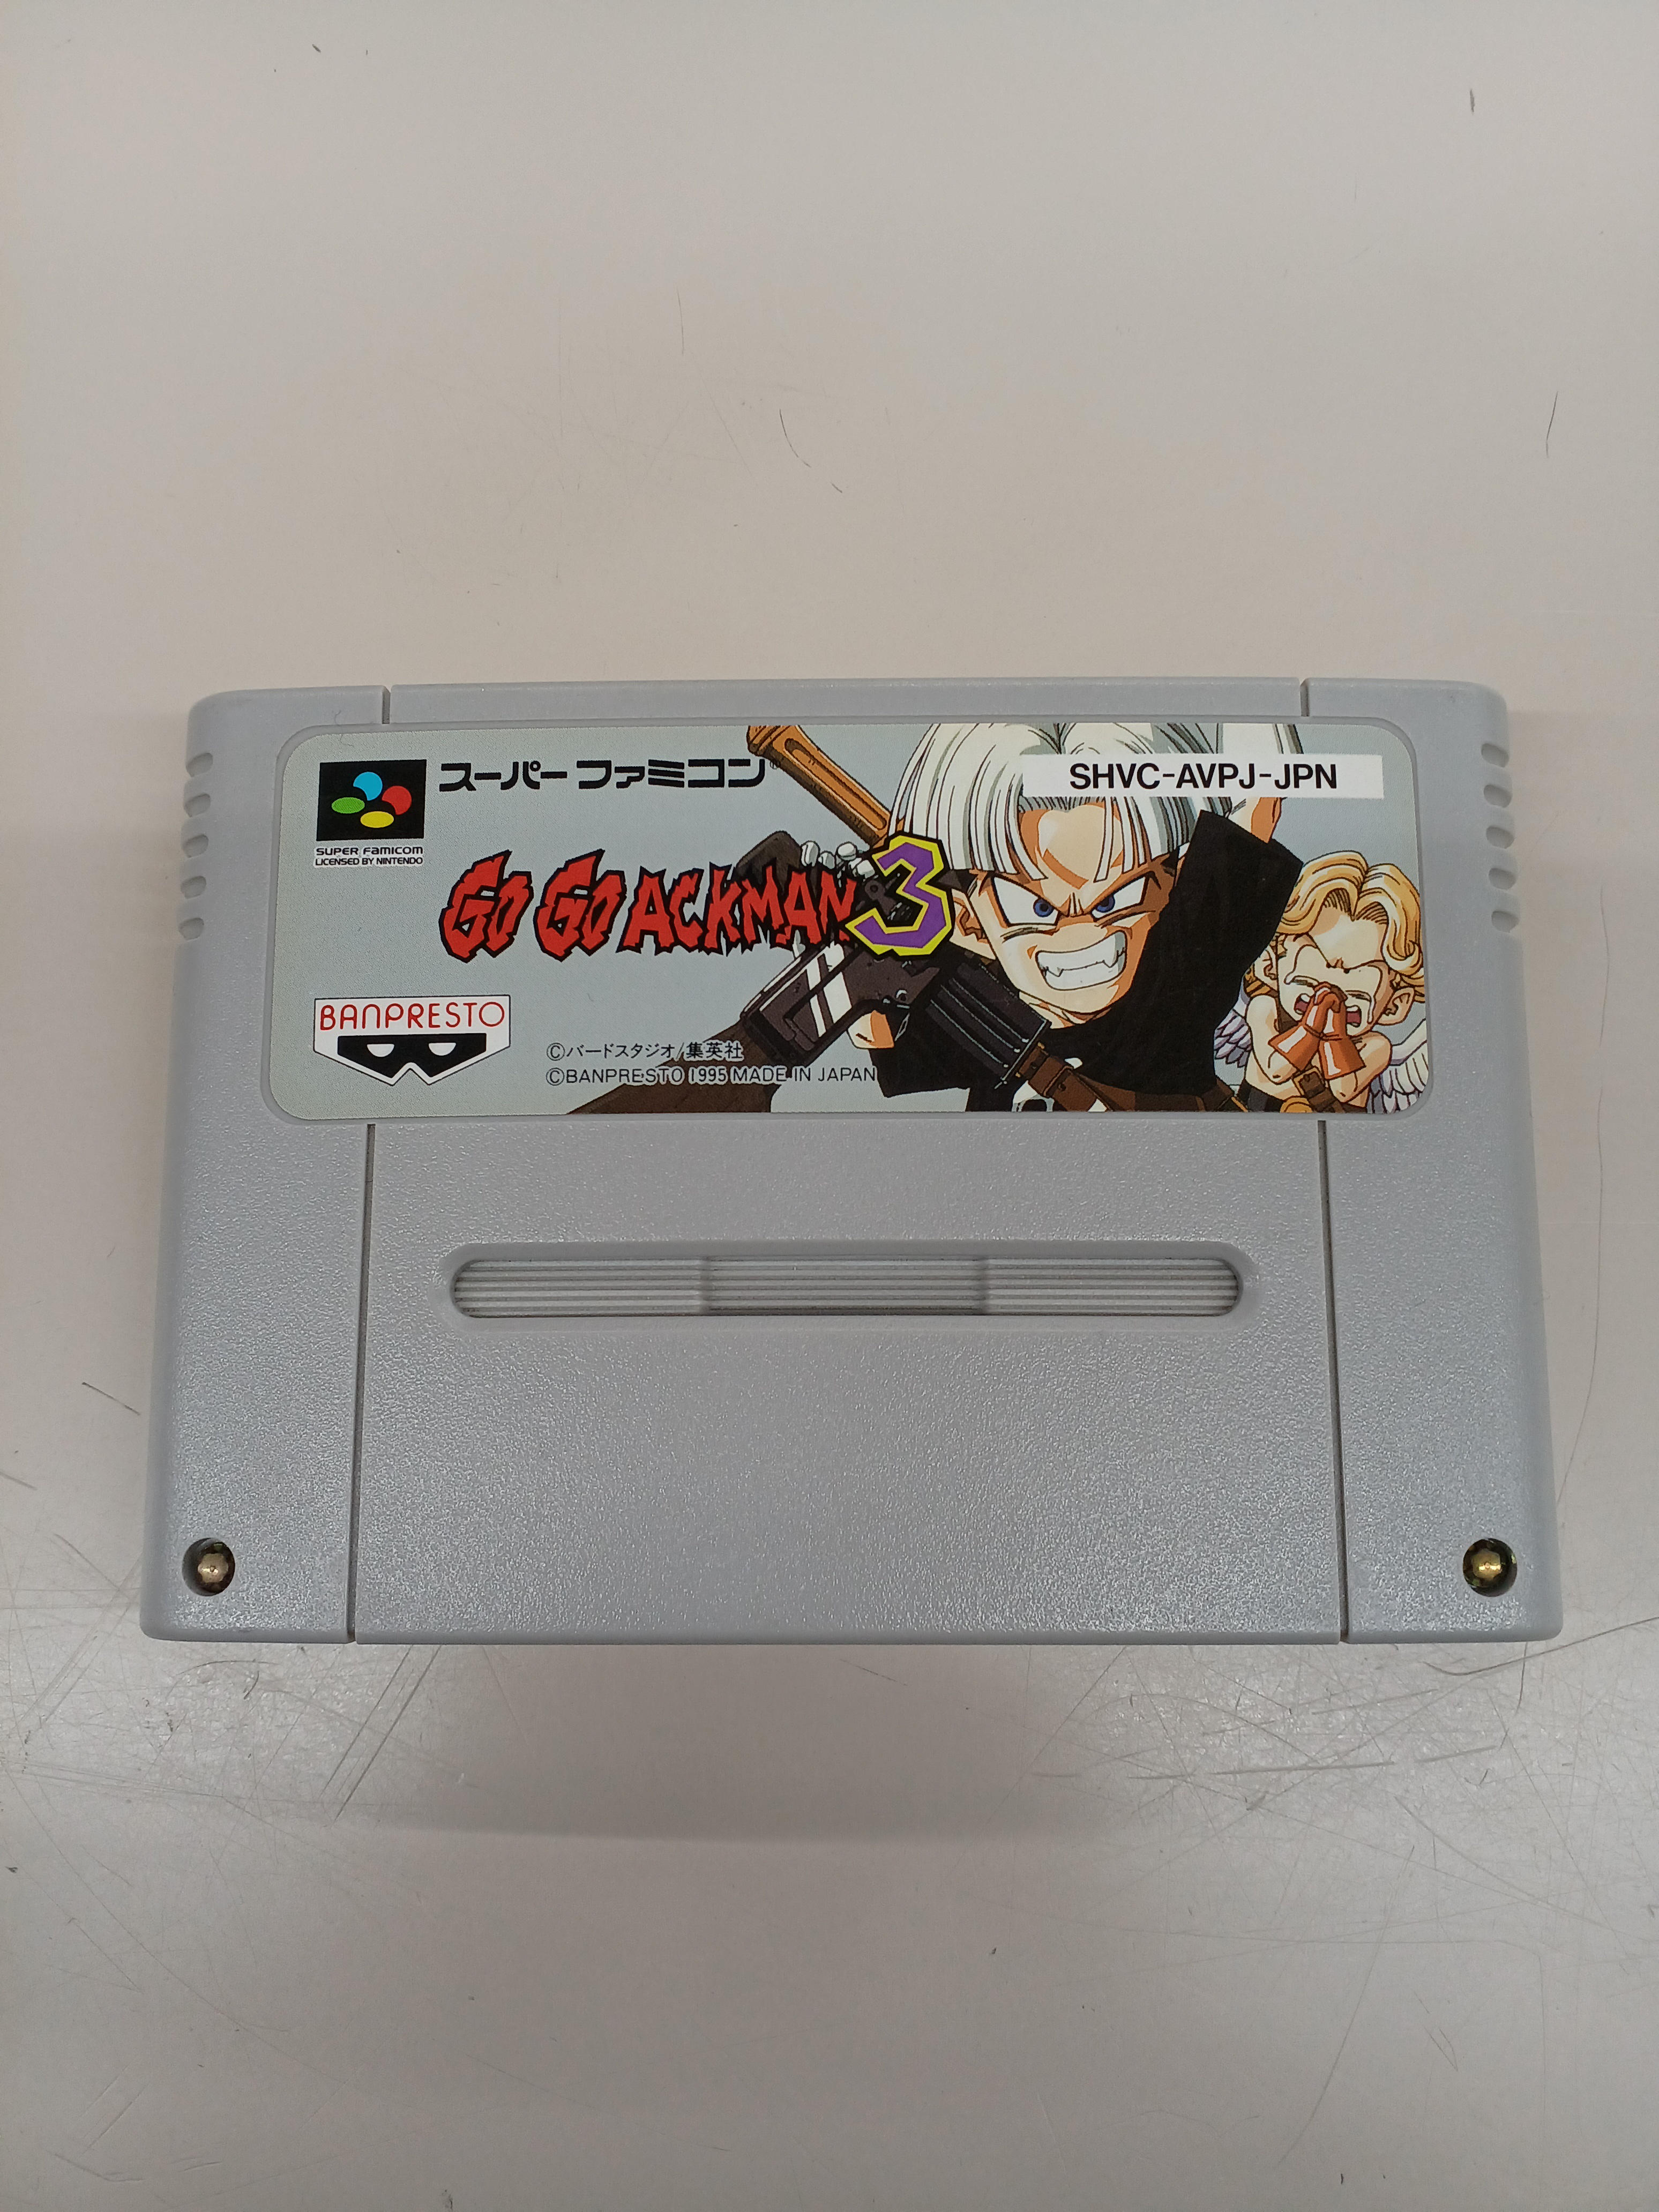 スーパーファミコン®
SHVC-AVPJ-JPN
SUPER FAMICOM
LICENSED BY NINTENDO
GO GO ACKMAN 3
BANPRESTO
©バードスタジオ/集英社
©BANPRESTO 1995 MADE IN JAPAN